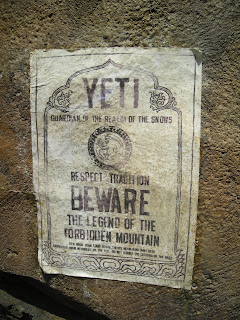 YETI
GUARDIAN OF THE REALM OF THE SNOWS
RESPECT TRADITION
BEWARE
THE LEGEND OF THE
FORBIDDEN MOUNTAIN